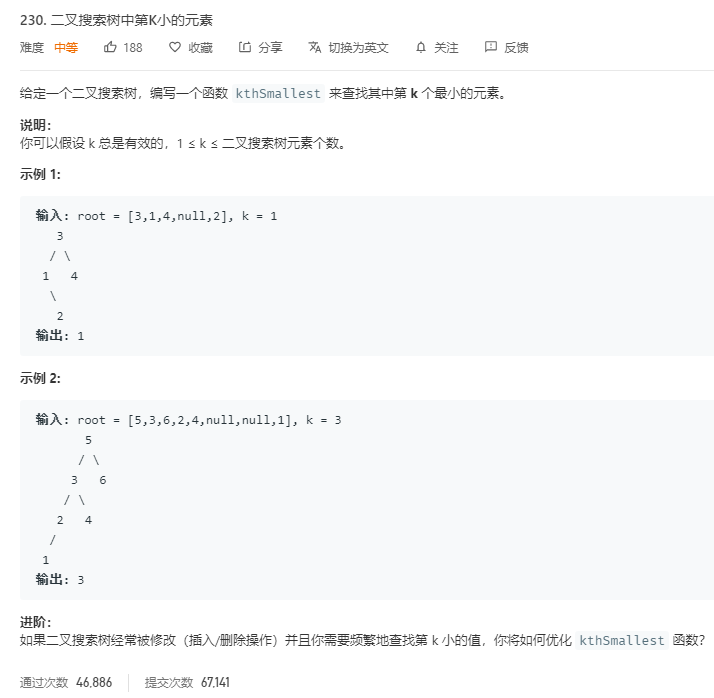 230. 二叉搜索树中第K小的元素
难度 中等 188 收藏 分享 切换为英文 关注 反馈
给定一个二叉搜索树，编写一个函数 kthSmallest 来查找其中第 k 个最小的元素。
说明：
你可以假设 k 总是有效的，1 ≤ k ≤ 二叉搜索树元素个数。
示例 1:
输入: root = [3,1,4,null,2], k = 1
3
/ \
1 4
\
2
输出: 1
示例 2:
输入: root = [5,3,6,2,4,null,null,1], k = 3
5
/ \
3 6
/ \
2 4
/
1
输出: 3
进阶：
如果二叉搜索树经常被修改（插入/删除操作）并且你需要频繁地查找第 k 小的值，你将如何优化 kthSmallest 函数？
通过次数 46,886 提交次数 67,141